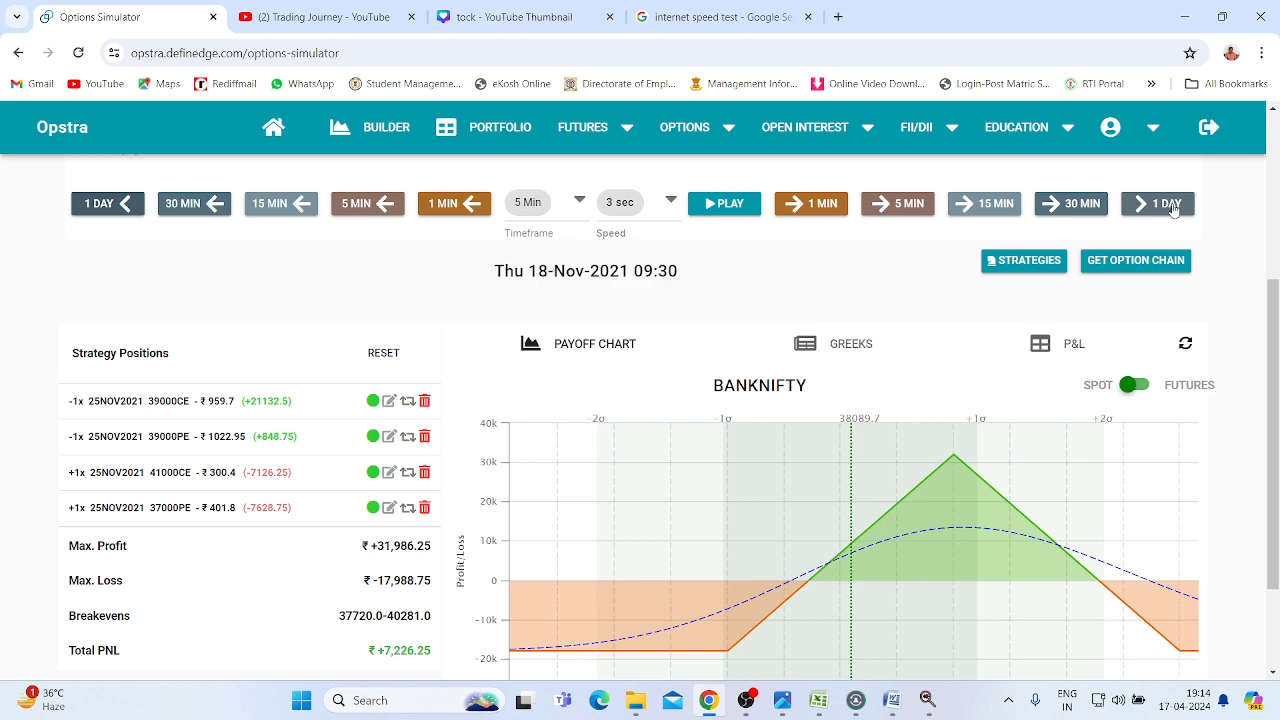 Opstra
(2) Trading Journey - YouTube
tock - YouTube Thumbnail
internet speed test - Google Se
opstra.definedge.com/options-simulator
Gmail YouTube Maps Rediffmail WhatsApp Student Manageme... eKosh Online Directorate of Empl... Management Infor... Online Video Downl... Login-Post Matric S... RTI Portal » All Bookmarks
Opstra BUILDER PORTFOLIO FUTURES OPTIONS OPEN INTEREST FII/DII EDUCATION
1 DAY 30 MIN 15 MIN 5 MIN 1 MIN 5 Min 3 sec PLAY 1 MIN 5 MIN 15 MIN 30 MIN 1 DAY
Timeframe Speed
Thu 18-Nov-2021 09:30
STRATEGIES GET OPTION CHAIN
Strategy Positions RESET
PAYOFF CHART GREEKS P&L
BANKNIFTY
SPOT FUTURES
-1x 25NOV2021 39000CE - ₹ 959.7 (+21132.5)
-1x 25NOV2021 39000PE - ₹ 1022.95 (+848.75)
+1x 25NOV2021 41000CE - ₹ 300.4 (-7126.25)
+1x 25NOV2021 37000PE - ₹ 401.8 (-7628.75)
Max. Profit ₹ +31,986.25
Max. Loss ₹ -17,988.75
Breakevens 37720.0-40281.0
Total PNL ₹ +7,226.25
-2σ -1σ 38089.7 +1σ +2σ
40k
30k
20k
10k
0
-10k
-20k
Profit/Loss
1
36°C
Haze
Search
ENG
IN
19:14
17-04-2024
PRE